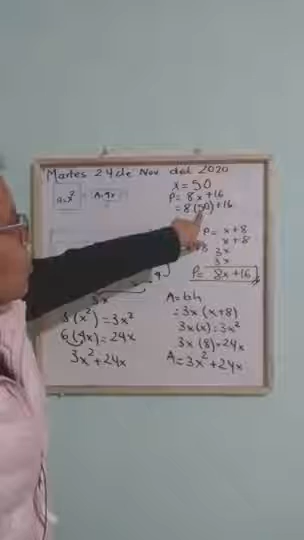 Martes 24 de Nov del 2020
x = 50
P = 8x + 16
= 8(50) + 16
P = x + 8
x + 8
3x
3x
P = 8x + 16
3x
3(x²) = 3x²
6(4x) = 24x
3x² + 24x
A = bh
= 3x (x + 8)
3x(x) = 3x²
3x(8) = 24x
A = 3x² + 24x